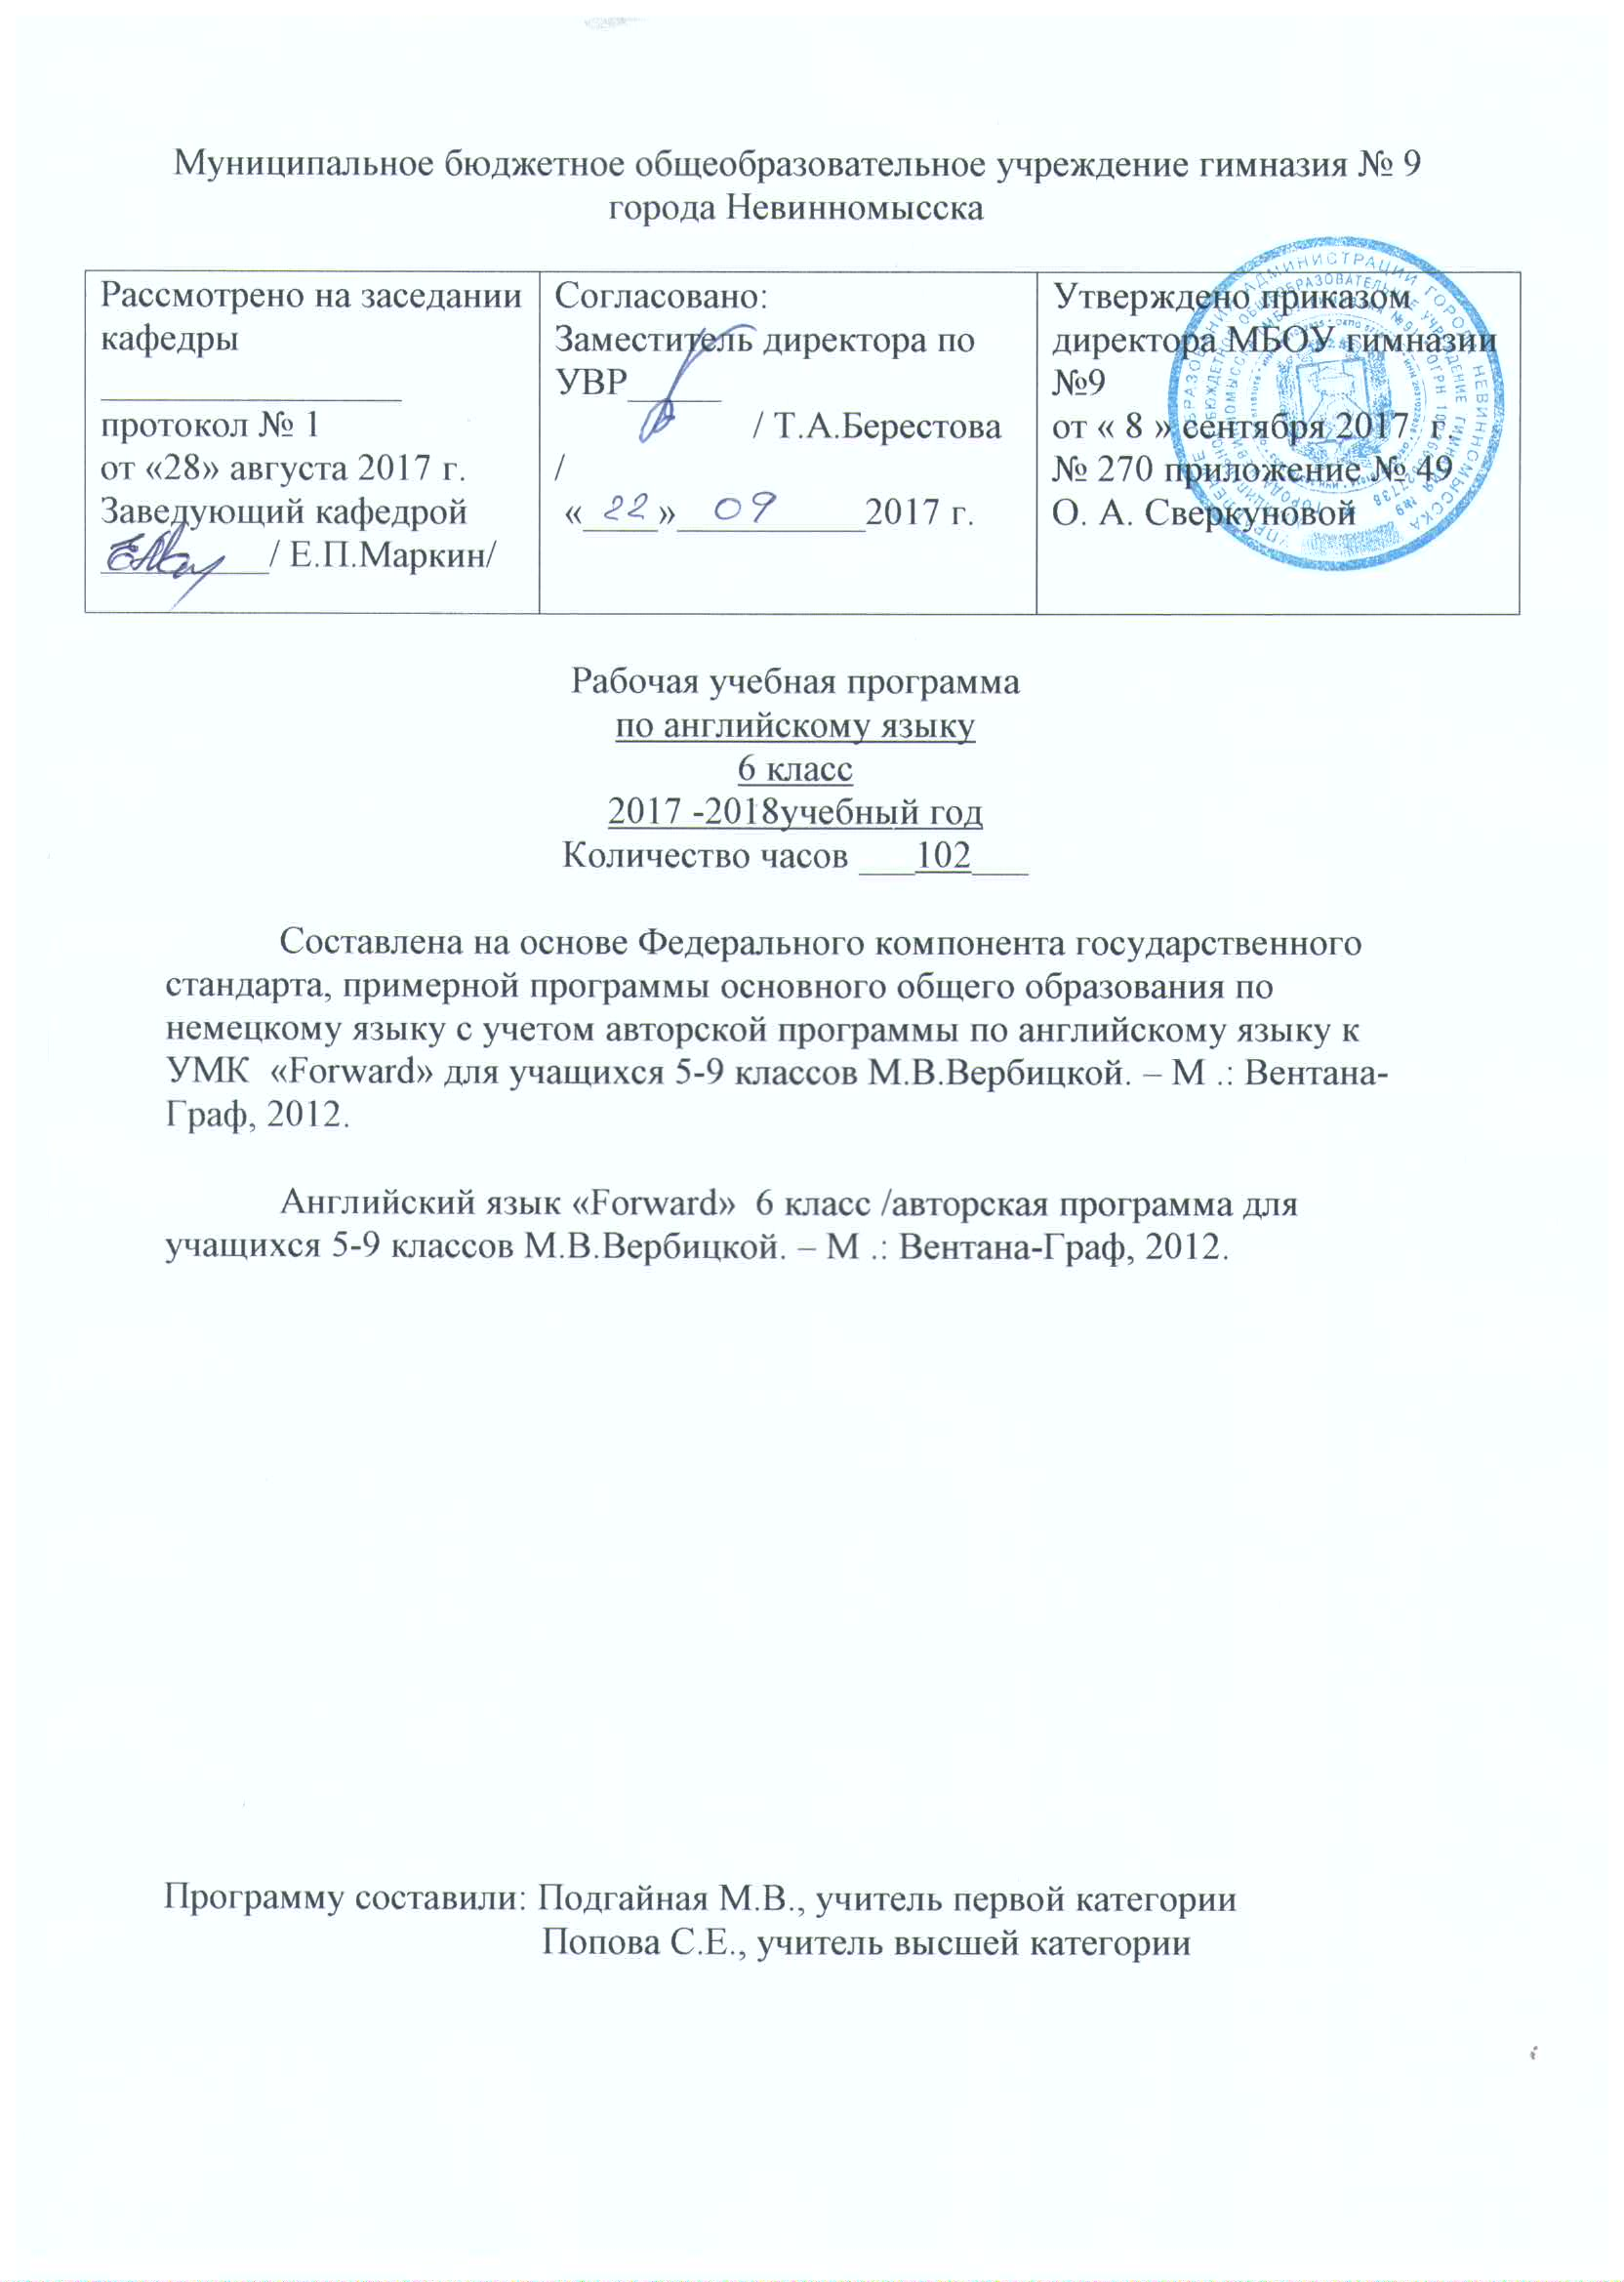 Муниципальное бюджетное общеобразовательное учреждение гимназия № 9
города Невинномысска
Рассмотрено на заседании
кафедры
________________
протокол № 1
от «28» августа 2017 г.
Заведующий кафедрой
_________/ Е.П.Маркин/
Согласовано:
Заместитель директора по
УВР_____
/ Т.А.Берестова
/
«_22_»__09__2017 г.
Утверждено приказом
директора МБОУ гимназии
№9
от « 8 » сентября 2017 г.
№ 270 приложение № 49
О. А. Сверкуновой
Рабочая учебная программа
по английскому языку
6 класс
2017 -2018учебный год
Количество часов ___102___
Составлена на основе Федерального компонента государственного
стандарта, примерной программы основного общего образования по
немецкому языку с учетом авторской программы по английскому языку к
УМК «Forward» для учащихся 5-9 классов М.В.Вербицкой. – М .: Вентана-
Граф, 2012.
Английский язык «Forward» 6 класс /авторская программа для
учащихся 5-9 классов М.В.Вербицкой. – М .: Вентана-Граф, 2012.
Программу составили: Подгайная М.В., учитель первой категории
Попова С.Е., учитель высшей категории